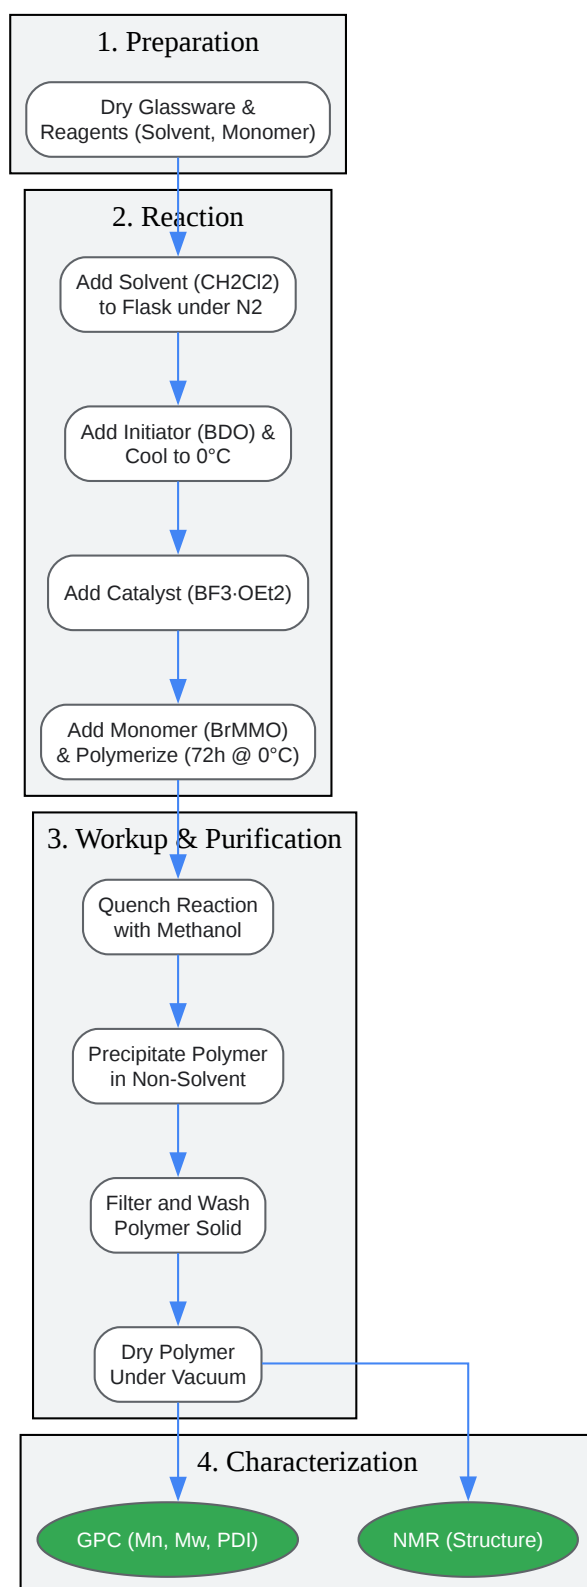 1. Preparation
Dry Glassware &
Reagents (Solvent, Monomer)
2. Reaction
Add Solvent (CH2Cl2)
to Flask under N2
Add Initiator (BDO) &
Cool to 0°C
Add Catalyst (BF3·OEt2)
Add Monomer (BrMMO)
& Polymerize (72h @ 0°C)
3. Workup & Purification
Quench Reaction
with Methanol
Precipitate Polymer
in Non-Solvent
Filter and Wash
Polymer Solid
Dry Polymer
Under Vacuum
4. Characterization
GPC (Mn, Mw, PDI)
NMR (Structure)